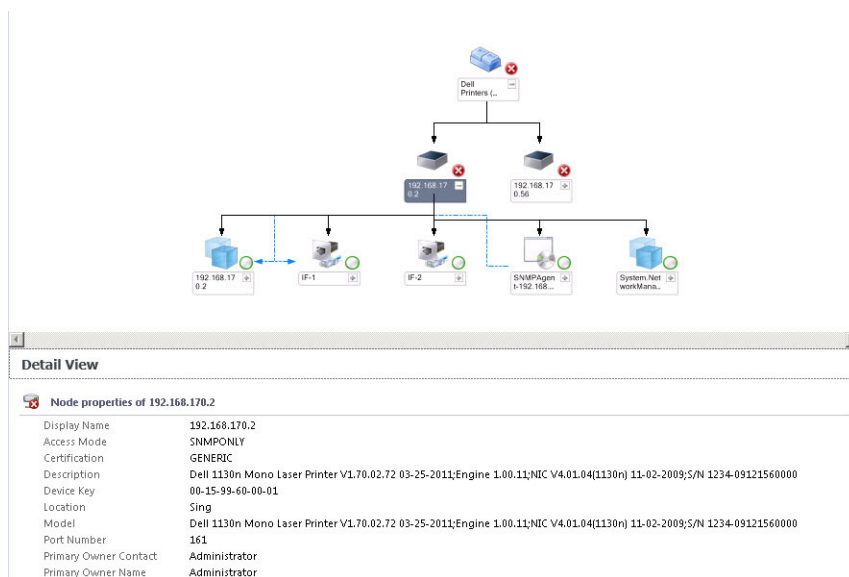 Dell
Printers (...
192.168.17
0.2
192.168.17
0.56
192.168.17
0.2
IF-1
IF-2
SNMPAgen
t-192.168...
System.Net
workMana...
Detail View
Node properties of 192.168.170.2
Display Name 192.168.170.2
Access Mode SNMPONLY
Certification GENERIC
Description Dell 1130n Mono Laser Printer V1.70.02.72 03-25-2011;Engine 1.00.11;NIC V4.01.04(1130n) 11-02-2009;S/N 1234-09121560000
Device Key 00-15-99-60-00-01
Location Sing
Model Dell 1130n Mono Laser Printer V1.70.02.72 03-25-2011;Engine 1.00.11;NIC V4.01.04(1130n) 11-02-2009;S/N 1234-09121560000
Port Number 161
Primary Owner Contact Administrator
Primary Owner Name Administrator